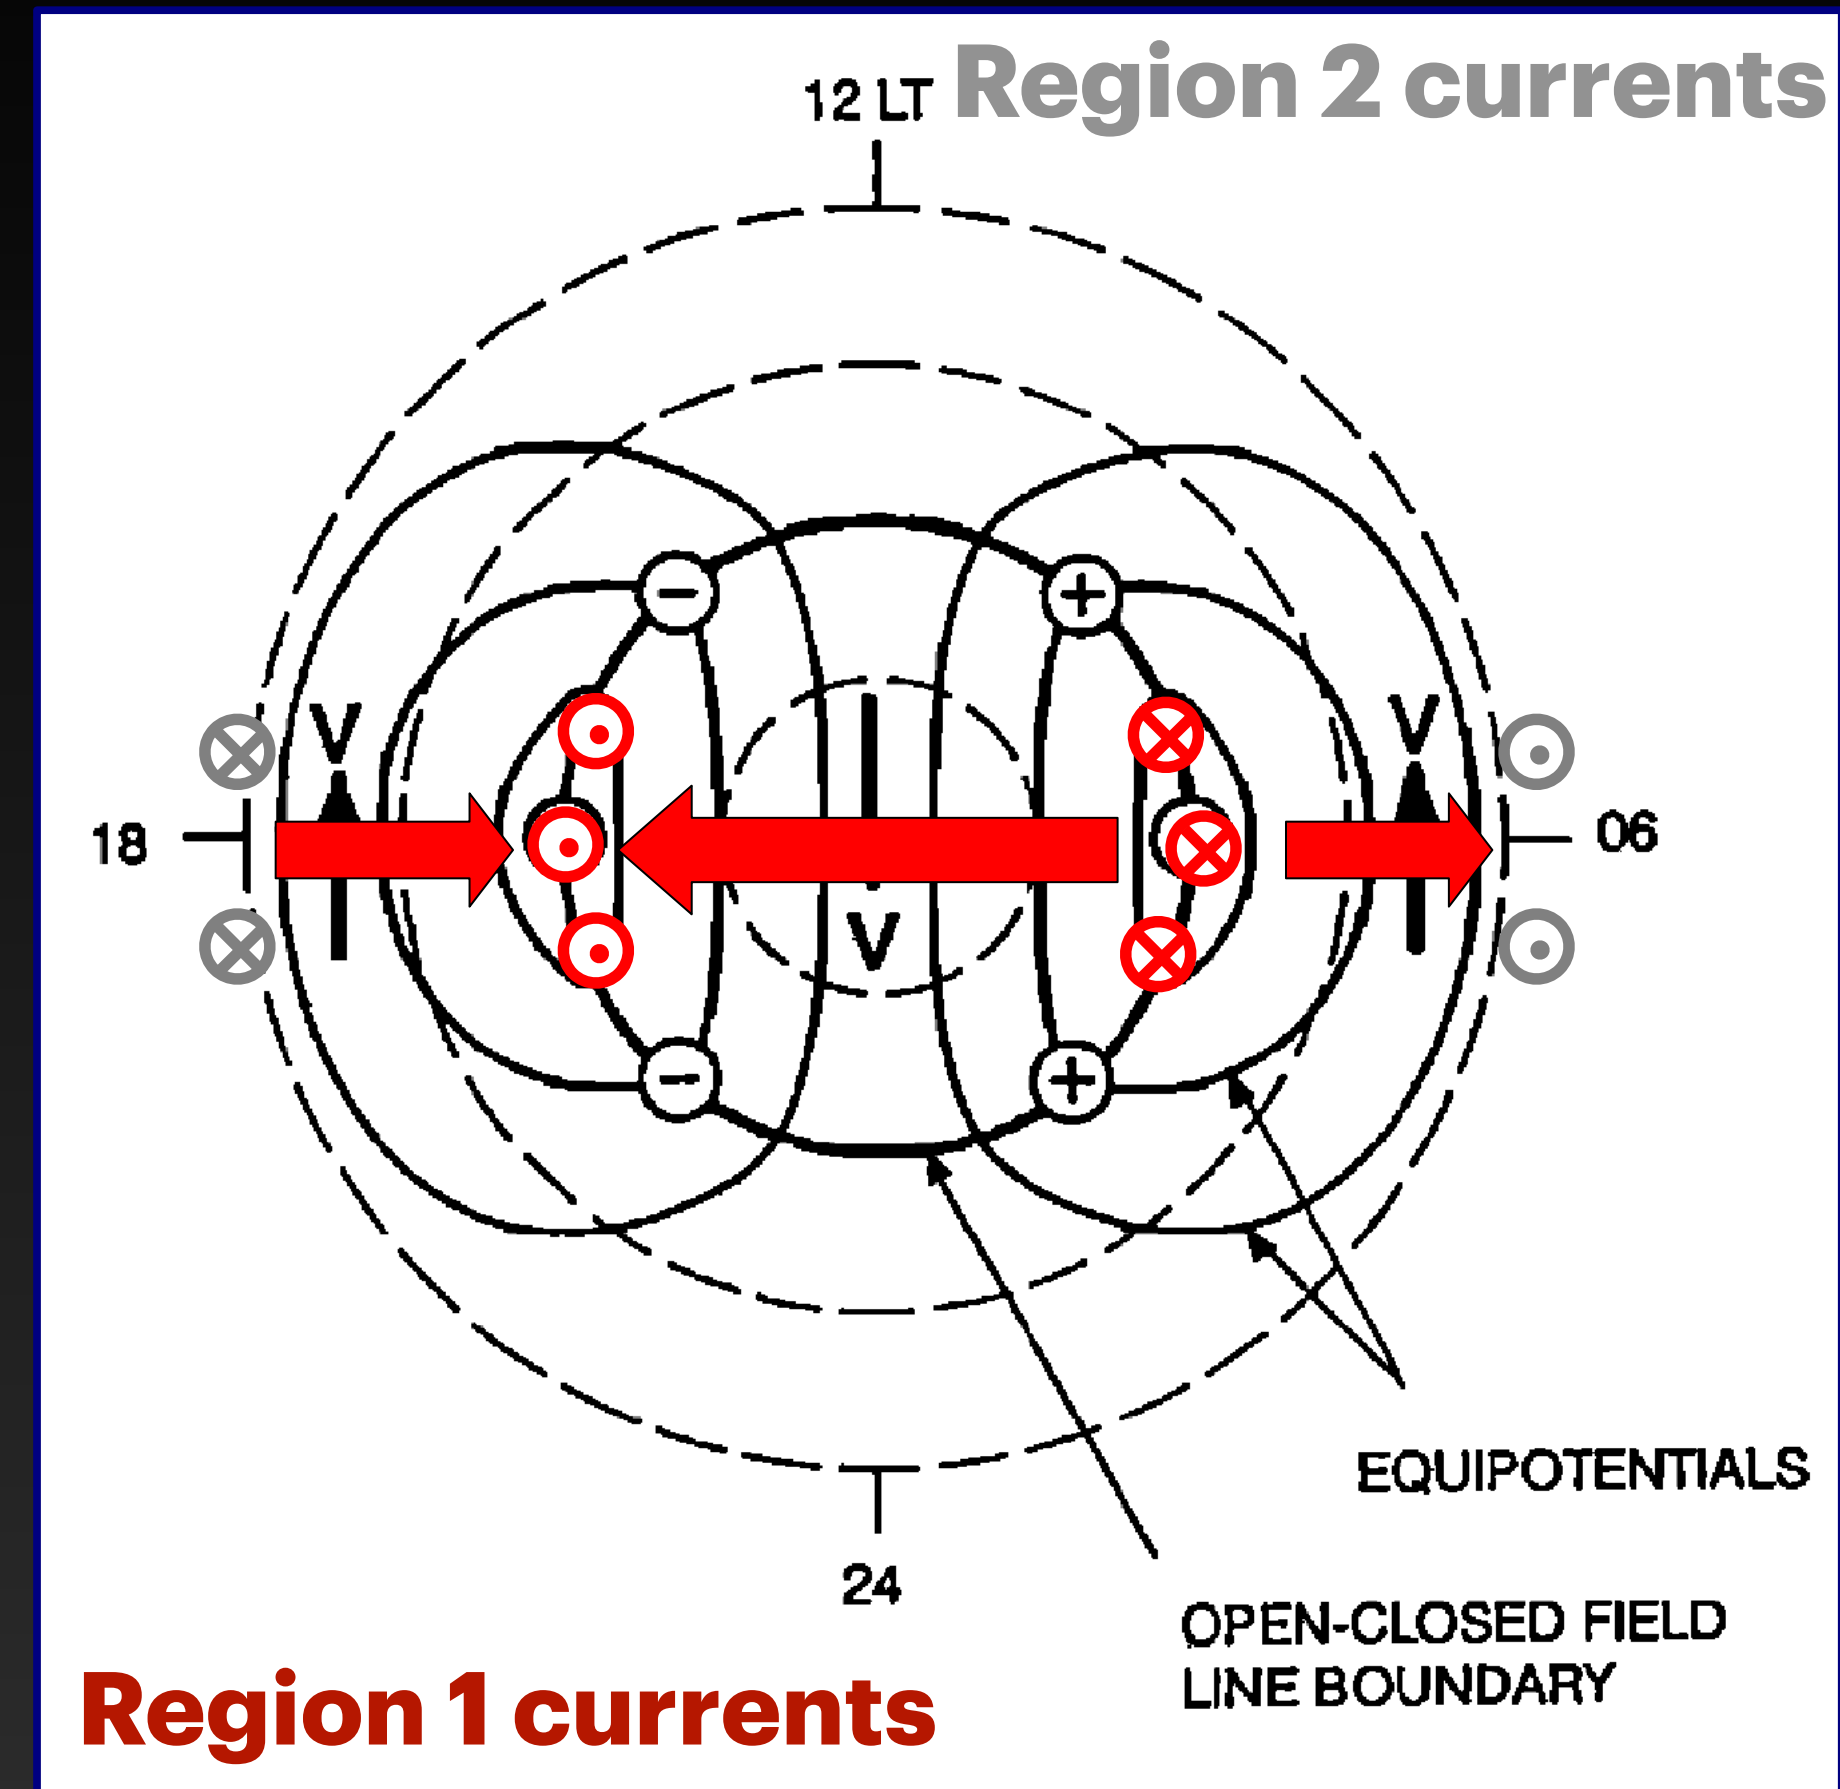 Region 2 currents
12 LT
− +
V V
18 06
V
− +
EQUIPOTENTIALS
24
OPEN-CLOSED FIELD
LINE BOUNDARY
Region 1 currents